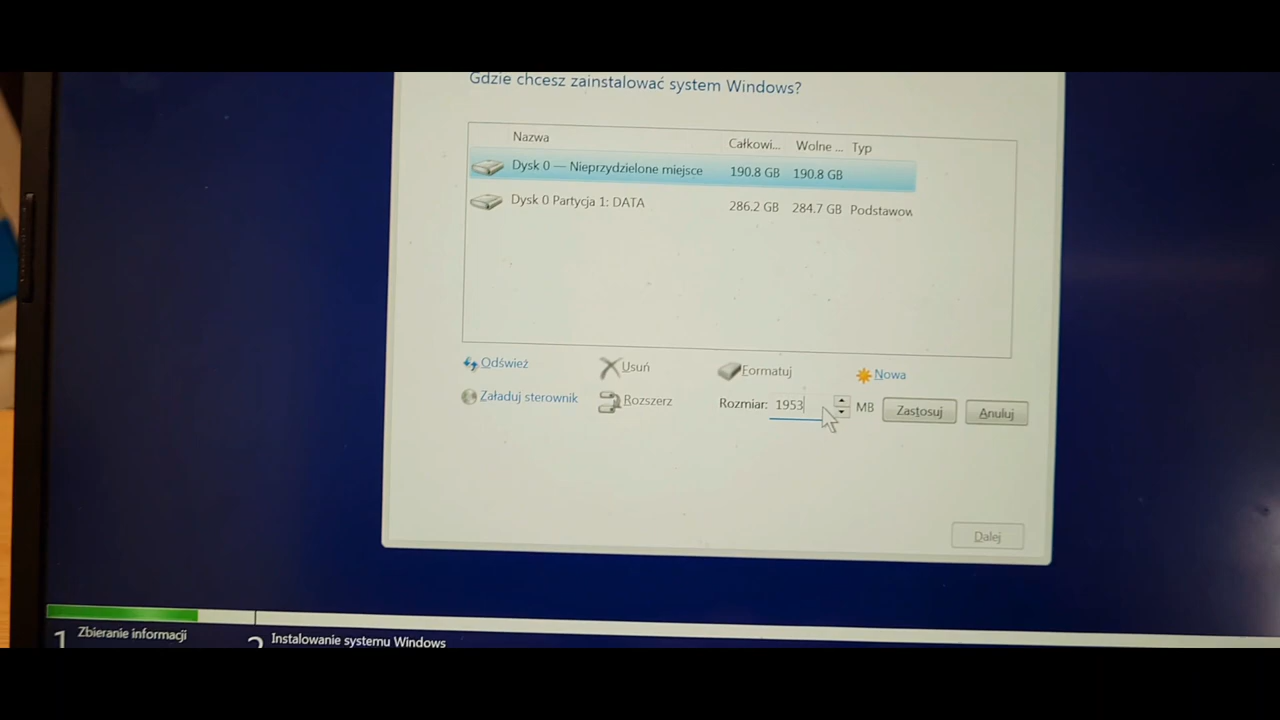 Gdzie chcesz zainstalować system Windows?
Nazwa Całkowi... Wolne ... Typ
Dysk 0 — Nieprzydzielone miejsce 190.8 GB 190.8 GB
Dysk 0 Partycja 1: DATA 286.2 GB 284.7 GB Podstawow
Odśwież Usuń Formatuj Nowa
Załaduj sterownik Rozszerz Rozmiar: 1953 MB Zastosuj Anuluj
Dalej
1 Zbieranie informacji
2 Instalowanie systemu Windows